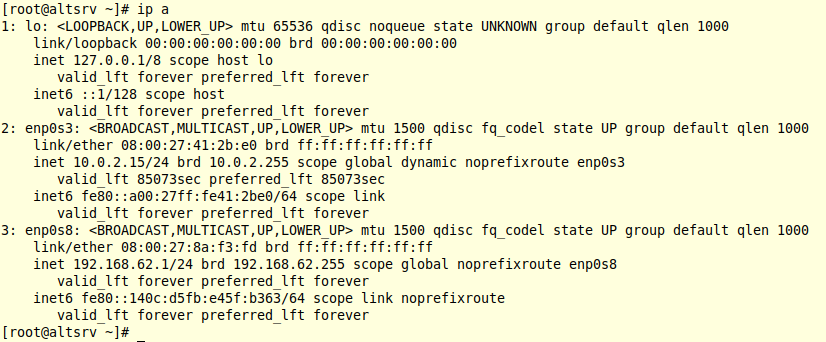 [root@altsrv ~]# ip a
1: lo: <LOOPBACK,UP,LOWER_UP> mtu 65536 qdisc noqueue state UNKNOWN group default qlen 1000
    link/loopback 00:00:00:00:00:00 brd 00:00:00:00:00:00
    inet 127.0.0.1/8 scope host lo
       valid_lft forever preferred_lft forever
    inet6 ::1/128 scope host
       valid_lft forever preferred_lft forever
2: enp0s3: <BROADCAST,MULTICAST,UP,LOWER_UP> mtu 1500 qdisc fq_codel state UP group default qlen 1000
    link/ether 08:00:27:41:2b:e0 brd ff:ff:ff:ff:ff:ff
    inet 10.0.2.15/24 brd 10.0.2.255 scope global dynamic noprefixroute enp0s3
       valid_lft 85073sec preferred_lft 85073sec
    inet6 fe80::a00:27ff:fe41:2be0/64 scope link
       valid_lft forever preferred_lft forever
3: enp0s8: <BROADCAST,MULTICAST,UP,LOWER_UP> mtu 1500 qdisc fq_codel state UP group default qlen 1000
    link/ether 08:00:27:8a:f3:fd brd ff:ff:ff:ff:ff:ff
    inet 192.168.62.1/24 brd 192.168.62.255 scope global noprefixroute enp0s8
       valid_lft forever preferred_lft forever
    inet6 fe80::140c:d5fb:e45f:b363/64 scope link noprefixroute
       valid_lft forever preferred_lft forever
[root@altsrv ~]# _